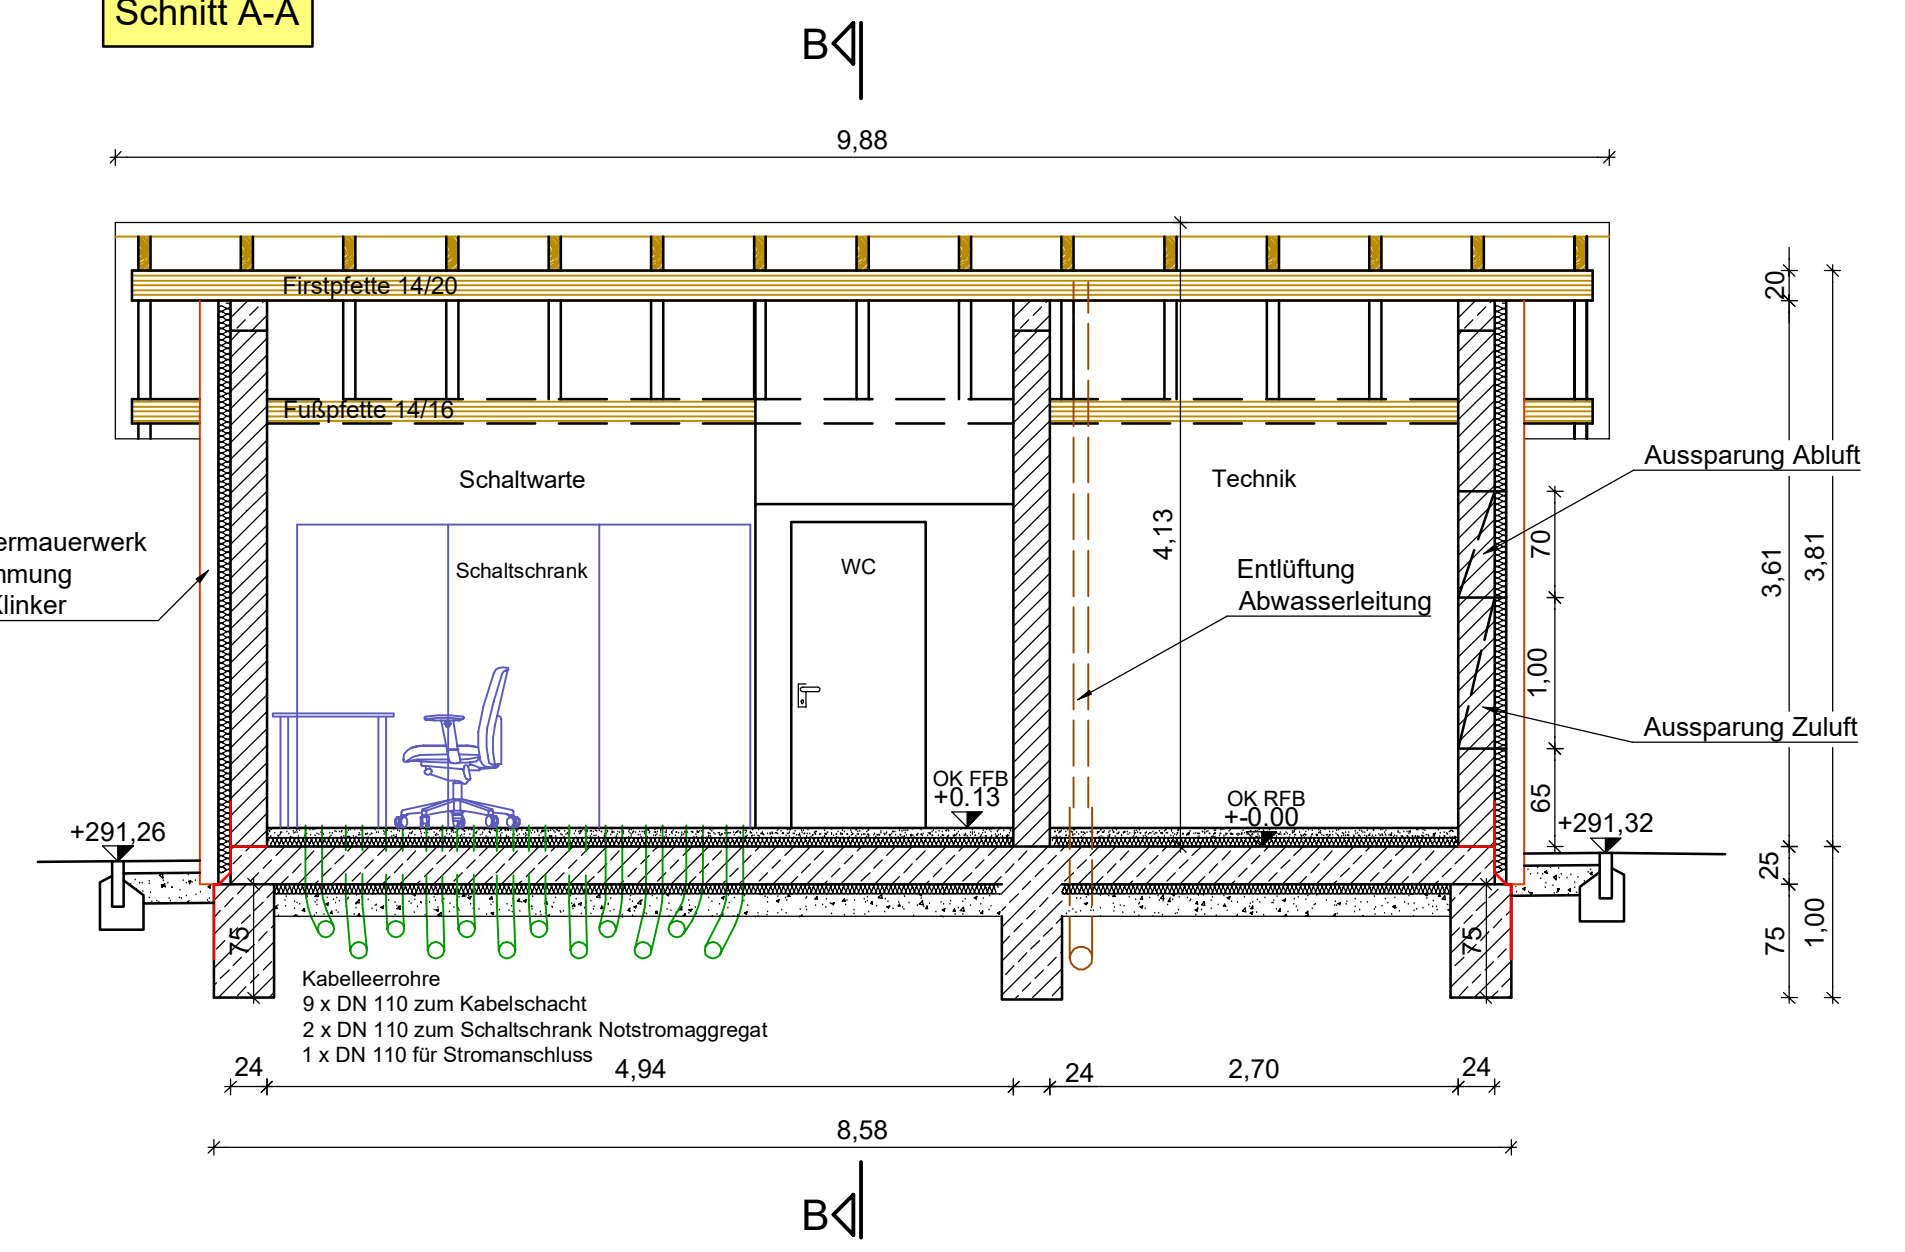 Schnitt A-A
B
9,88
Firstpfette 14/20
20
Fußpfette 14/16
Schaltwarte
Technik
Aussparung Abluft
4,13
70
3,61
3,81
ermauerwerk
mmung
Klinker
Schaltschrank
WC
Entlüftung
Abwasserleitung
1,00
Aussparung Zuluft
OK FFB
+0.13
OK RFB
+-0.00
65
+291,26
+291,32
25
75
75
75
1,00
Kabelleerrohre
9 x DN 110 zum Kabelschacht
2 x DN 110 zum Schaltschrank Notstromaggregat
1 x DN 110 für Stromanschluss
24
4,94
24
2,70
24
8,58
B